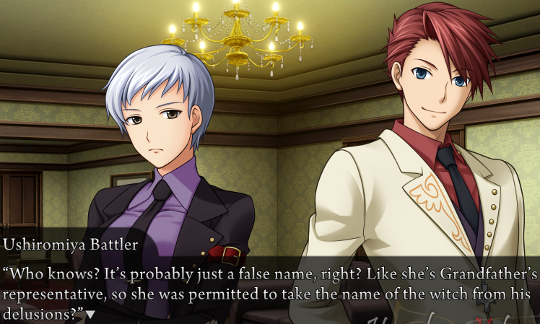 Ushiromiya Battler
“Who knows? It’s probably just a false name, right? Like she’s Grandfather’s
representative, so she was permitted to take the name of the witch from his
delusions?”